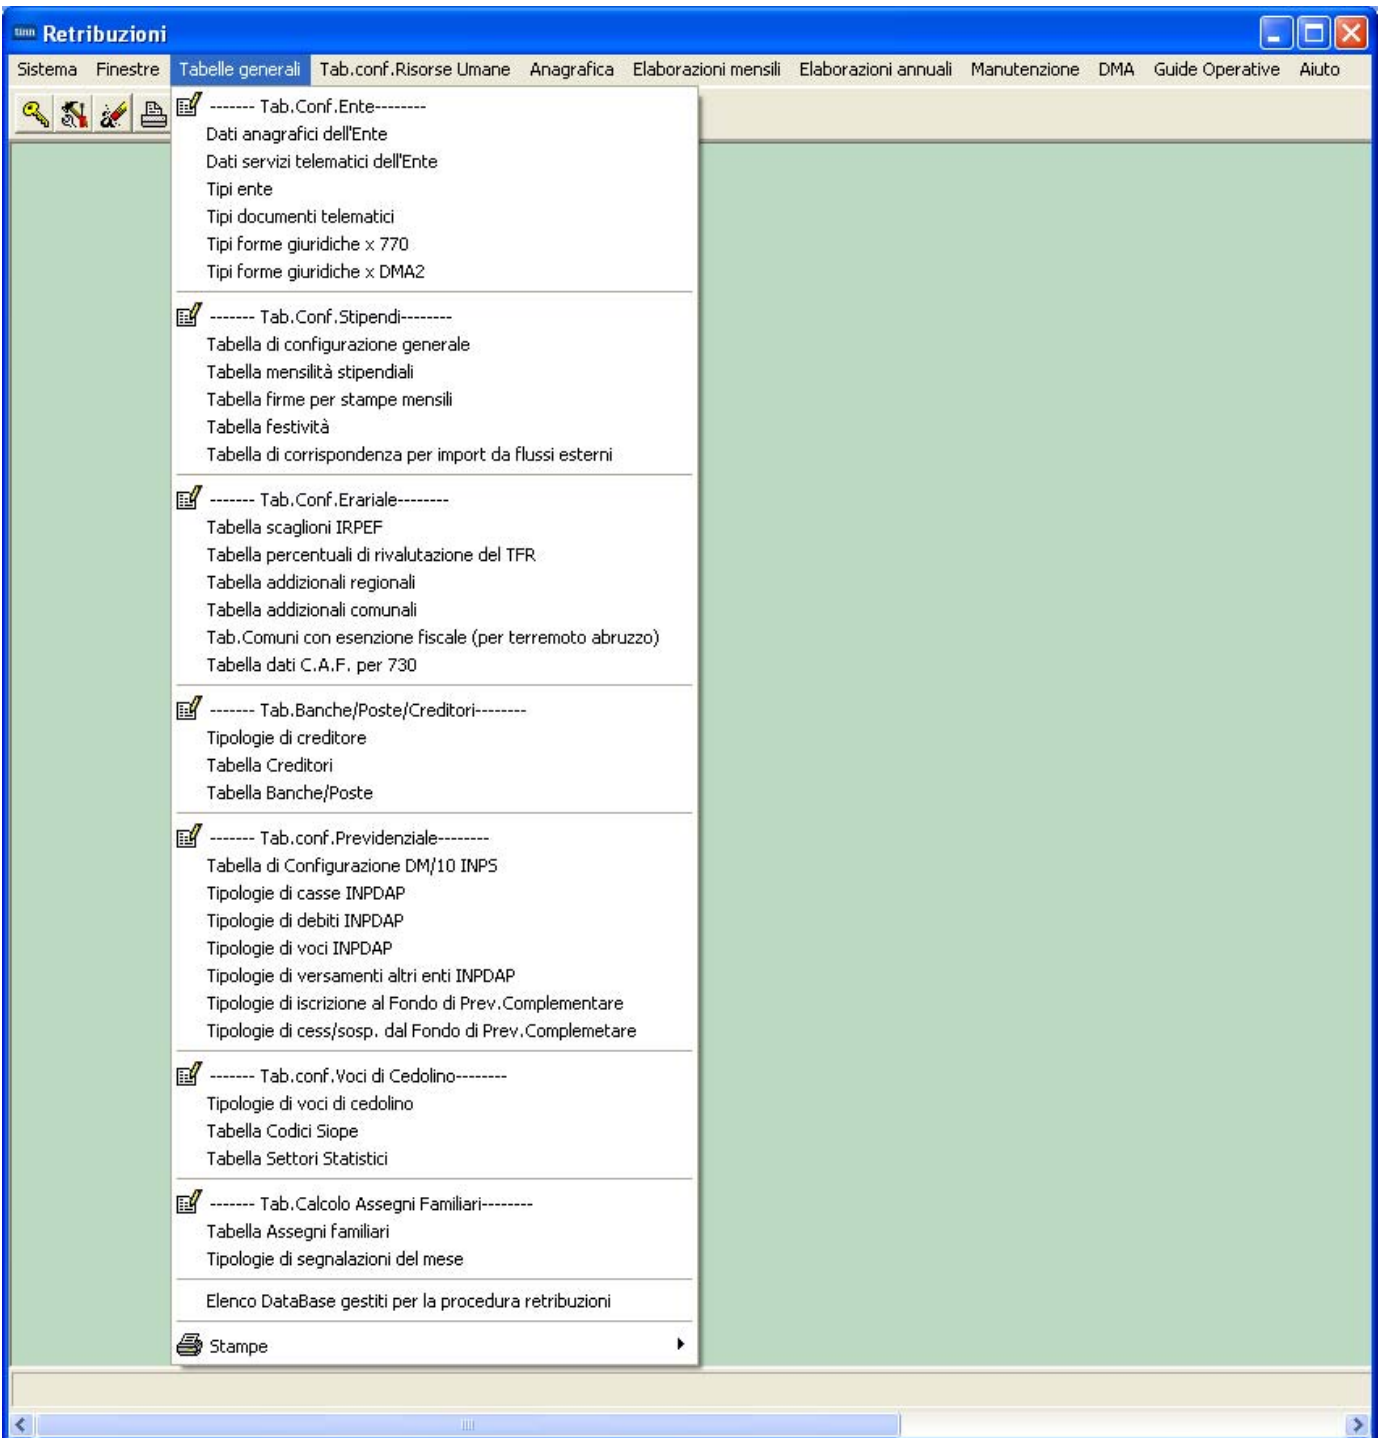 tinn Retribuzioni
Sistema Finestre Tabelle generali Tab.conf.Risorse Umane Anagrafica Elaborazioni mensili Elaborazioni annuali Manutenzione DMA Guide Operative Aiuto
------- Tab.Conf.Ente--------
Dati anagrafici dell'Ente
Dati servizi telematici dell'Ente
Tipi ente
Tipi documenti telematici
Tipi forme giuridiche x 770
Tipi forme giuridiche x DMA2
------- Tab.Conf.Stipendi--------
Tabella di configurazione generale
Tabella mensilità stipendiali
Tabella firme per stampe mensili
Tabella festività
Tabella di corrispondenza per import da flussi esterni
------- Tab.Conf.Erariale--------
Tabella scaglioni IRPEF
Tabella percentuali di rivalutazione del TFR
Tabella addizionali regionali
Tabella addizionali comunali
Tab.Comuni con esenzione fiscale (per terremoto abruzzo)
Tabella dati C.A.F. per 730
------- Tab.Banche/Poste/Creditori--------
Tipologie di creditore
Tabella Creditori
Tabella Banche/Poste
------- Tab.conf.Previdenziale--------
Tabella di Configurazione DM/10 INPS
Tipologie di casse INPDAP
Tipologie di debiti INPDAP
Tipologie di voci INPDAP
Tipologie di versamenti altri enti INPDAP
Tipologie di iscrizione al Fondo di Prev.Complementare
Tipologie di cess/sosp. dal Fondo di Prev.Complemetare
------- Tab.conf.Voci di Cedolino--------
Tipologie di voci di cedolino
Tabella Codici Siope
Tabella Settori Statistici
------- Tab.Calcolo Assegni Familiari--------
Tabella Assegni familiari
Tipologie di segnalazioni del mese
Elenco DataBase gestiti per la procedura retribuzioni
Stampe